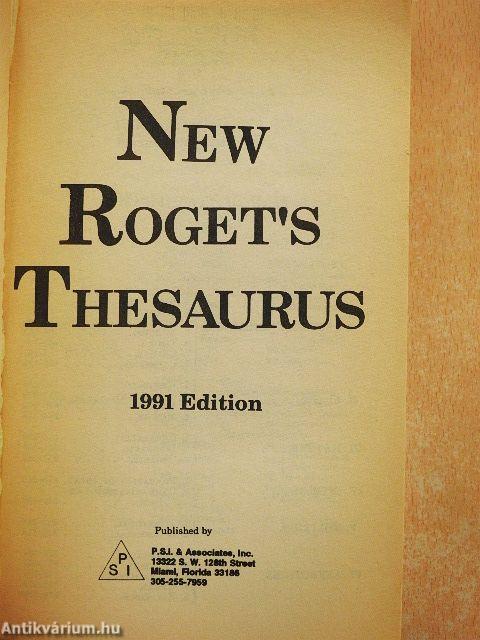 NEW
ROGET'S
THESAURUS
1991 Edition
Published by
P
S I
P.S.I. & Associates, Inc.
13322 S. W. 128th Street
Miami, Florida 33186
305-255-7959
Antikvárium.hu